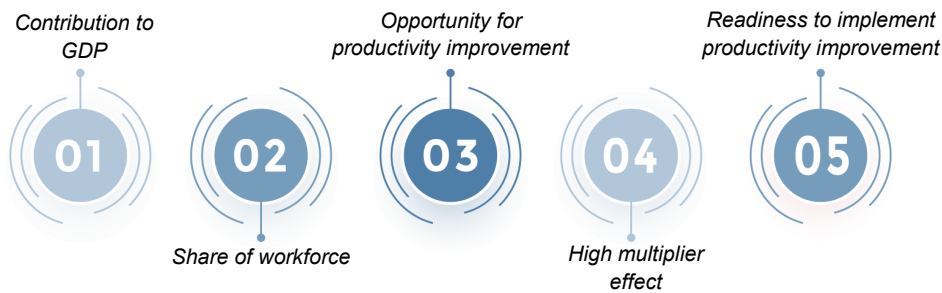 Contribution to
GDP
01
02
Share of workforce
Opportunity for
productivity improvement
03
04
High multiplier
effect
Readiness to implement
productivity improvement
05